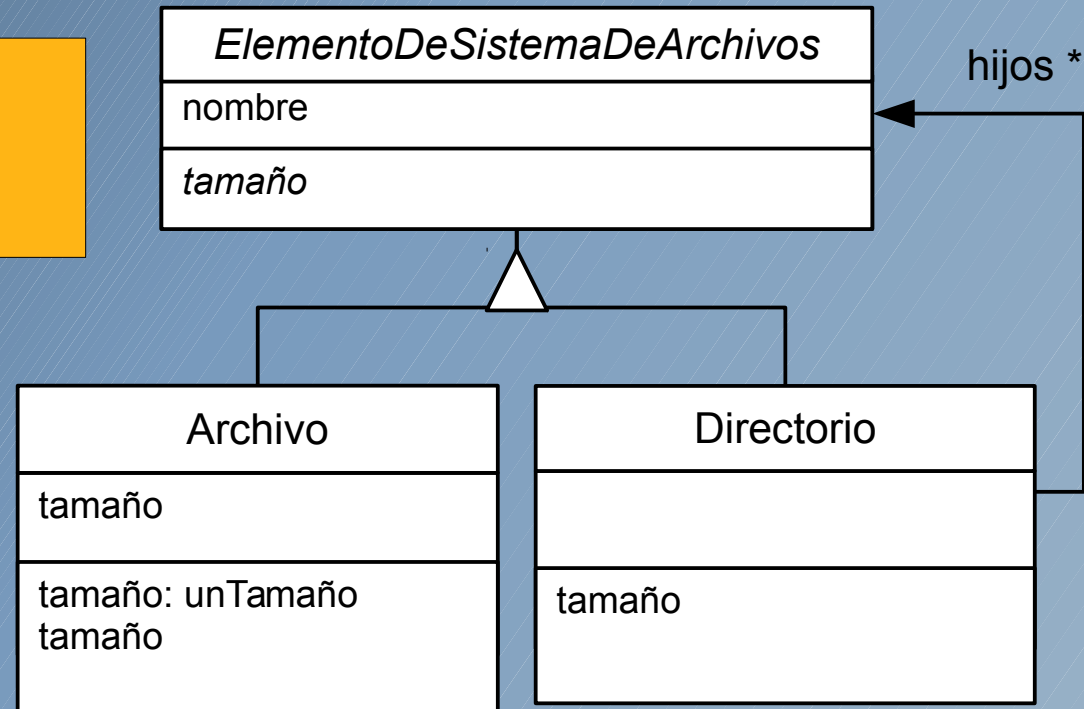 ElementoDeSistemaDeArchivos
hijos *
nombre
tamaño
Archivo
Directorio
tamaño
tamaño: unTamaño
tamaño
tamaño